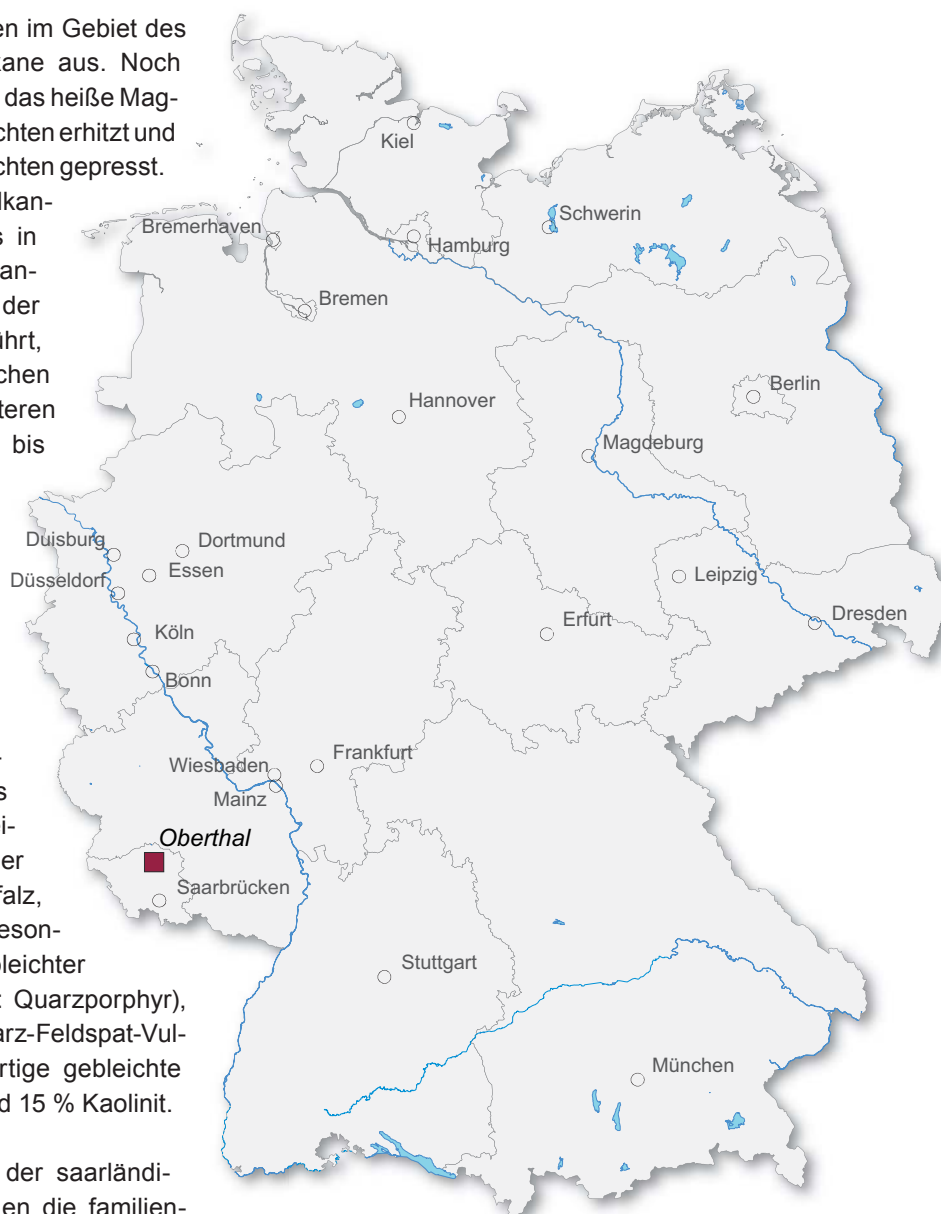 en im Gebiet des
kane aus. Noch
das heiße Mag-
chten erhitzt und
chten gepresst.
lkan-
s in
an-
der
ührt,
chen
teren
bis
s
ei-
er
falz,
eson-
leichter
: Quarzporphyr),
arz-Feldspat-Vul-
rtige gebleichte
d 15 % Kaolinit.
der saarländi-
en die familien-
Kiel
Schwerin
Bremerhaven
Hamburg
Bremen
Berlin
Hannover
Magdeburg
Duisburg
Dortmund
Essen
Leipzig
Düsseldorf
Dresden
Köln
Erfurt
Bonn
Frankfurt
Wiesbaden
Mainz
Oberthal
Saarbrücken
Stuttgart
München